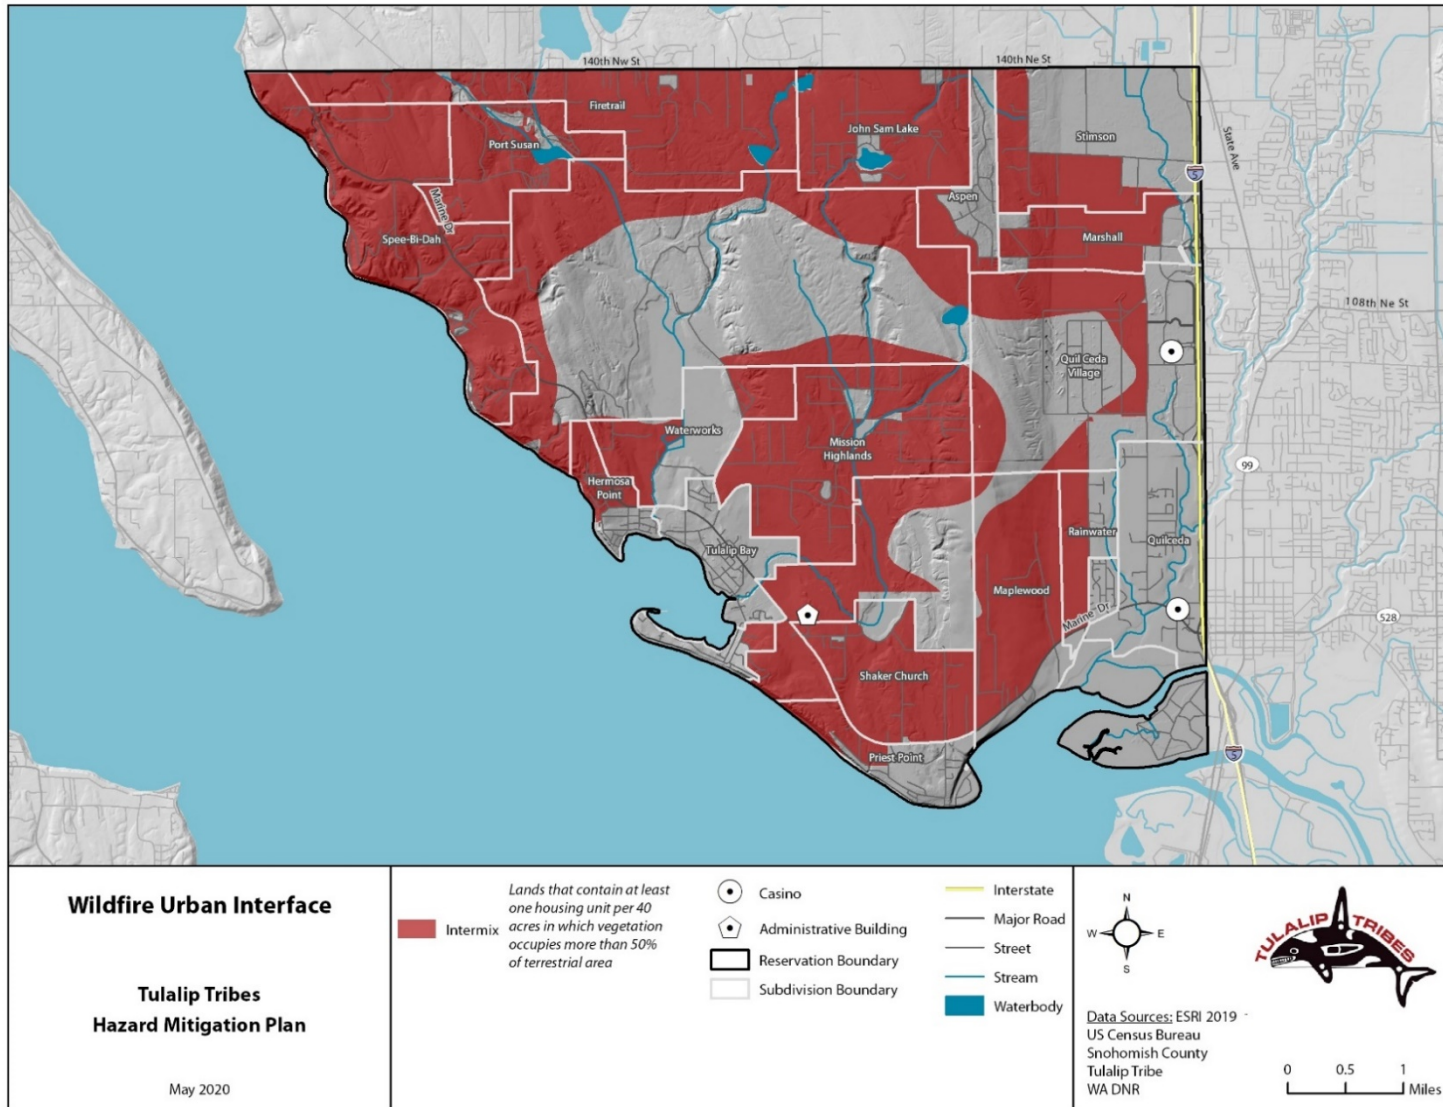 140th Nw St
140th Ne St
Firetrail
John Sam Lake
Stimson
State Ave
Port Susan
5
Aspen
Marine Dr
Spee-Bi-Dah
Marshall
108th Ne St
Quil Ceda
Village
Waterworks
Mission
Highlands
99
Hermosa
Point
Rainwater
Quilceda
Tulalip Bay
Maplewood
Marine Dr
528
Shaker Church
Priest Point
5
Wildfire Urban Interface
Tulalip Tribes
Hazard Mitigation Plan
May 2020
Intermix
Lands that contain at least
one housing unit per 40
acres in which vegetation
occupies more than 50%
of terrestrial area
Casino
Administrative Building
Reservation Boundary
Subdivision Boundary
Interstate
Major Road
Street
Stream
Waterbody
N
W
E
S
TULALIP TRIBES
Data Sources: ESRI 2019
US Census Bureau
Snohomish County
Tulalip Tribe
WA DNR
0 0.5 1
Miles